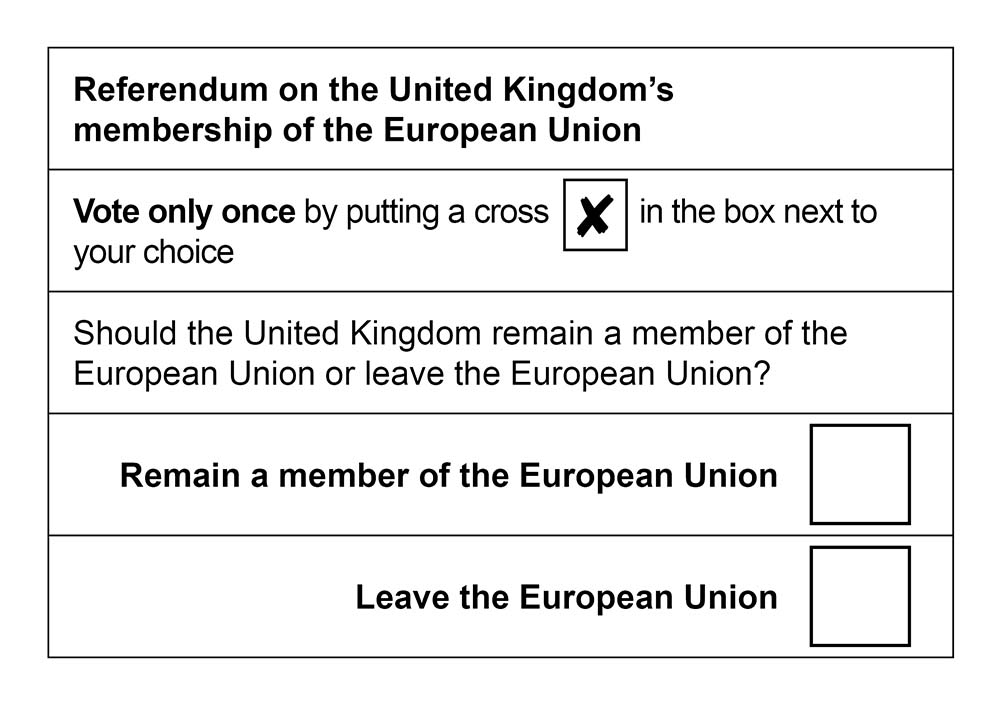 Referendum on the United Kingdom’s
membership of the European Union
Vote only once by putting a cross X in the box next to
your choice
Should the United Kingdom remain a member of the
European Union or leave the European Union?
Remain a member of the European Union
Leave the European Union